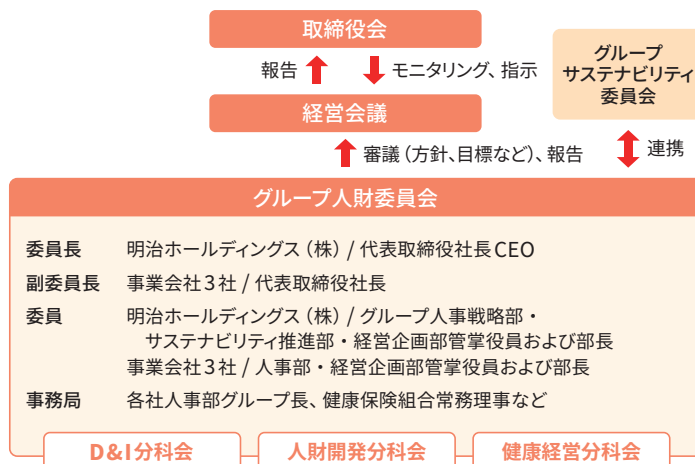 取締役会
報告
モニタリング、指示
グループ
サステナビリティ
委員会
経営会議
審議（方針、目標など）、報告
連携
グループ人財委員会
委員長 明治ホールディングス（株）/ 代表取締役社長CEO
副委員長 事業会社3社 / 代表取締役社長
委員 明治ホールディングス（株）/ グループ人事戦略部・
サステナビリティ推進部・経営企画部管掌役員および部長
事業会社3社 / 人事部・経営企画部管掌役員および部長
事務局 各社人事部グループ長、健康保険組合常務理事など
D&I分科会
人財開発分科会
健康経営分科会